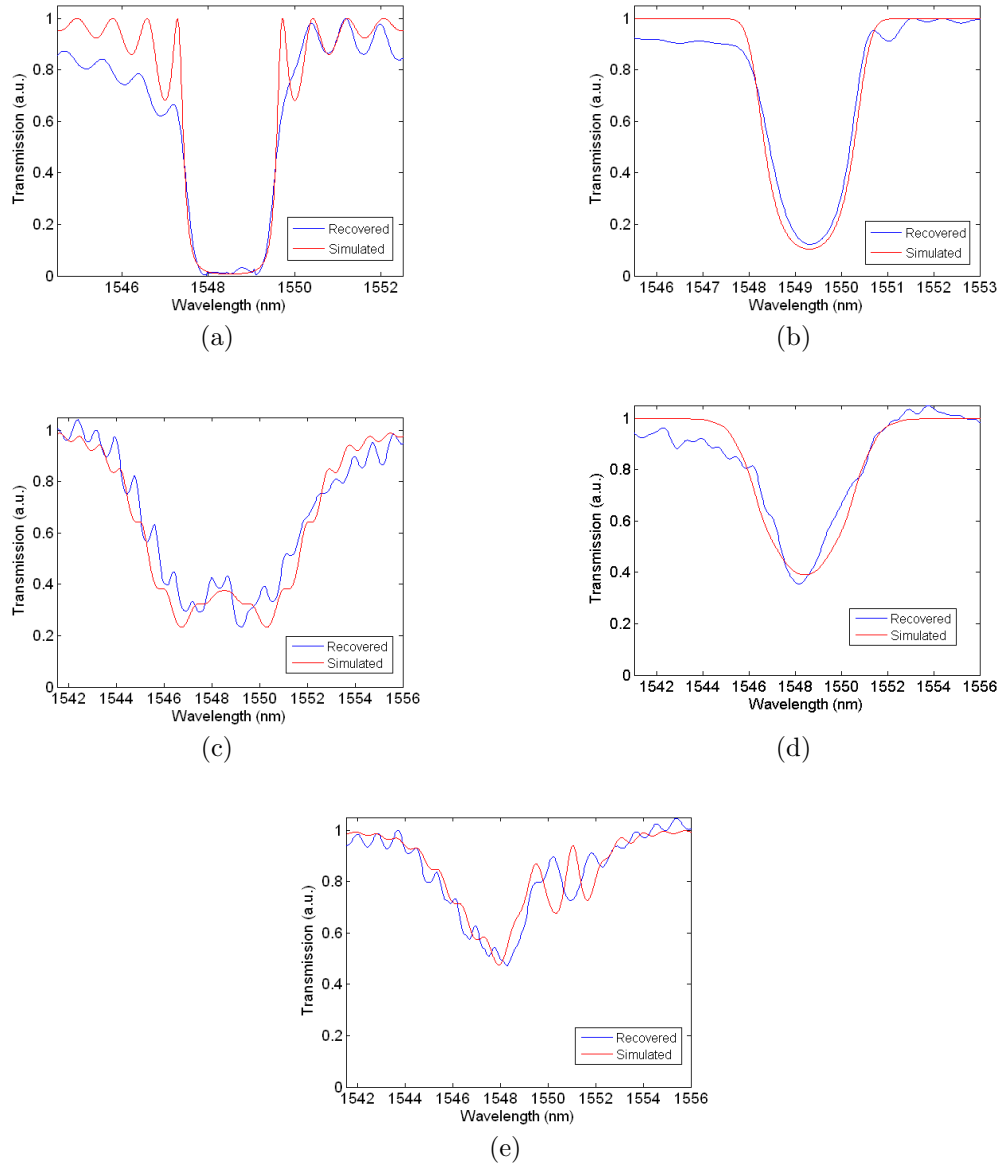 1
0.8
0.6
0.4
0.2
0
Transmission (a.u.)
Recovered
Simulated
1546 1548 1550 1552
Wavelength (nm)
(a)
1
0.8
0.6
0.4
0.2
0
Transmission (a.u.)
Recovered
Simulated
1546 1547 1548 1549 1550 1551 1552 1553
Wavelength (nm)
(b)
1
0.8
0.6
0.4
0.2
0
Transmission (a.u.)
Recovered
Simulated
1542 1544 1546 1548 1550 1552 1554 1556
Wavelength (nm)
(c)
1
0.8
0.6
0.4
0.2
0
Transmission (a.u.)
Recovered
Simulated
1542 1544 1546 1548 1550 1552 1554 1556
Wavelength (nm)
(d)
1
0.8
0.6
0.4
0.2
0
Transmission (a.u.)
Recovered
Simulated
1542 1544 1546 1548 1550 1552 1554 1556
Wavelength (nm)
(e)